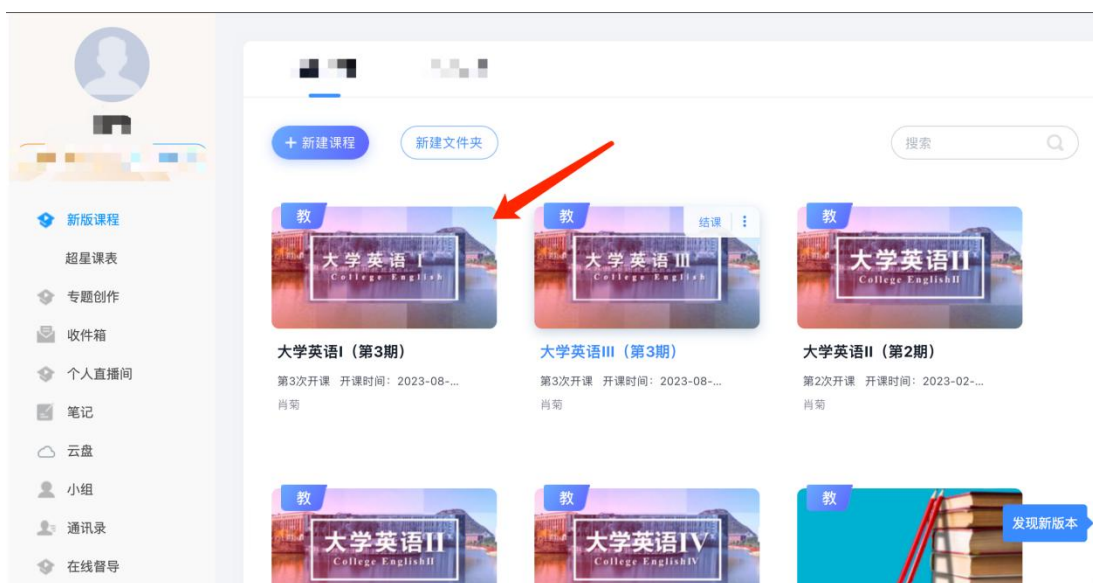 + 新建课程
新建文件夹
搜索
新版课程
超星课表
专题创作
收件箱
个人直播间
笔记
云盘
小组
通讯录
在线督导
教
大学英语 I
College English
大学英语I（第3期）
第3次开课 开课时间：2023-08-...
肖菊
教
结课
大学英语 III
College English
大学英语III（第3期）
第3次开课 开课时间：2023-08-...
肖菊
教
大学英语II
College EnglishII
大学英语II（第2期）
第2次开课 开课时间：2023-02-...
肖菊
教
大学英语II
College EnglishII
教
大学英语IV
College EnglishIV
教
发现新版本